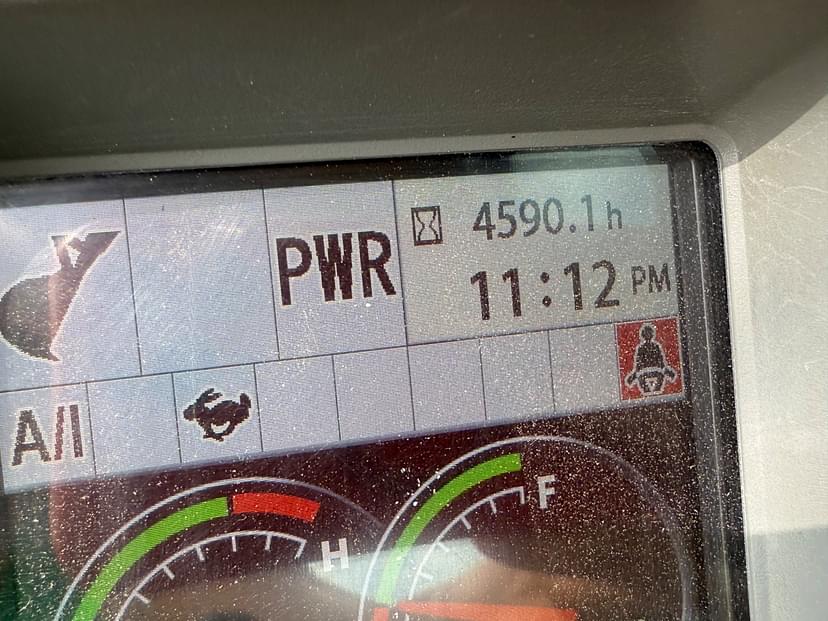 PWR
4590.1 h
11:12 PM
A/I
H
F